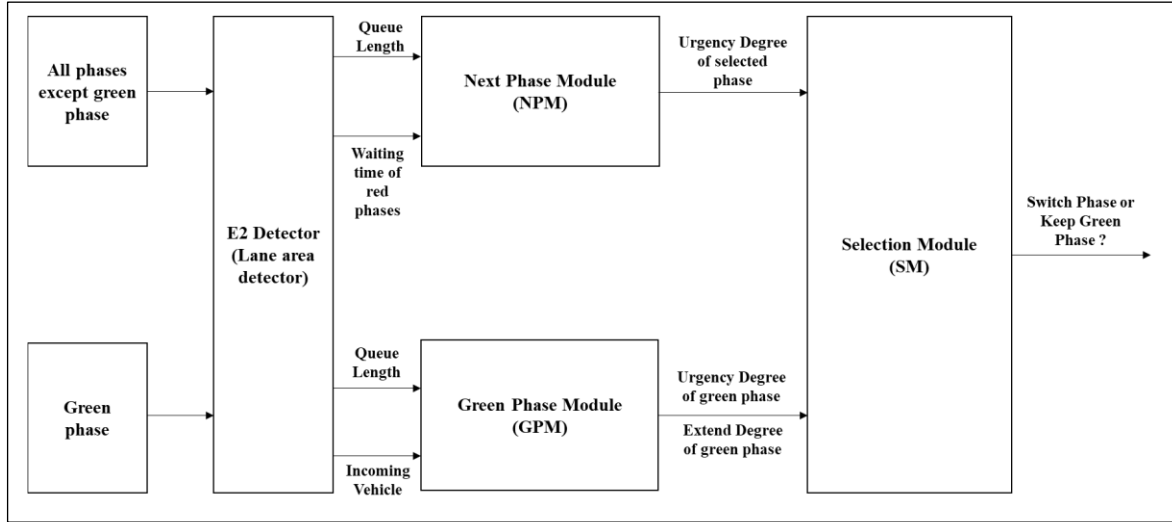 All phases
except green
phase
Green
phase
E2 Detector
(Lane area
detector)
Queue
Length
Waiting
time of
red
phases
Queue
Length
Incoming
Vehicle
Next Phase Module
(NPM)
Green Phase Module
(GPM)
Urgency Degree
of selected
phase
Urgency Degree
of green phase
Extend Degree
of green phase
Selection Module
(SM)
Switch Phase or
Keep Green
Phase ?